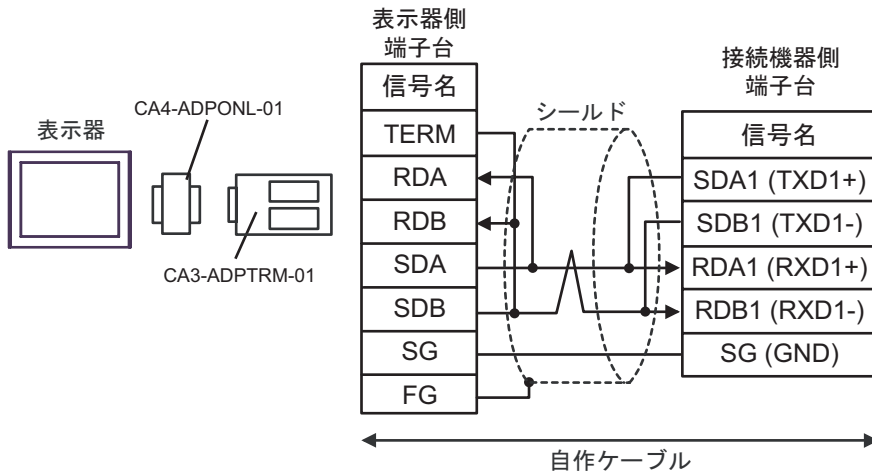 表示器
CA4-ADPONL-01
CA3-ADPTRM-01
表示器側
端子台
信号名
TERM
RDA
RDB
SDA
SDB
SG
FG
シールド
接続機器側
端子台
信号名
SDA1 (TXD1+)
SDB1 (TXD1-)
RDA1 (RXD1+)
RDB1 (RXD1-)
SG (GND)
自作ケーブル